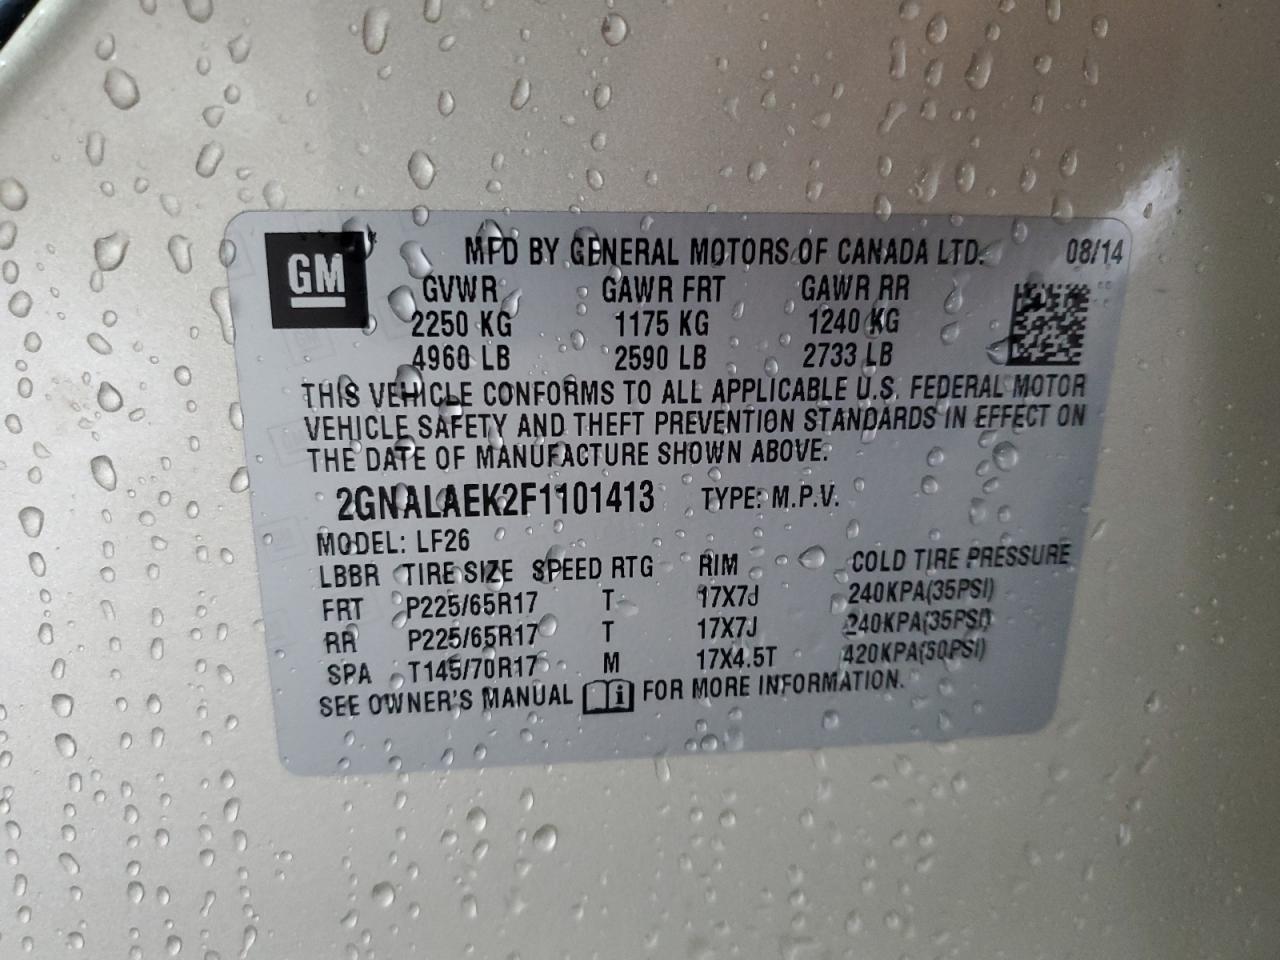 GM
MFD BY GENERAL MOTORS OF CANADA LTD. 08/14
GVWR GAWR FRT GAWR RR
2250 KG 1175 KG 1240 KG
4960 LB 2590 LB 2733 LB
THIS VEHICLE CONFORMS TO ALL APPLICABLE U.S. FEDERAL MOTOR
VEHICLE SAFETY AND THEFT PREVENTION STANDARDS IN EFFECT ON
THE DATE OF MANUFACTURE SHOWN ABOVE.
2GNALAEK2F1101413 TYPE: M.P.V.
MODEL: LF26
LBBR TIRE SIZE SPEED RTG RIM COLD TIRE PRESSURE
FRT P225/65R17 T 17X7J 240KPA(35PSI)
RR P225/65R17 T 17X7J 240KPA(35PSI)
SPA T145/70R17 M 17X4.5T 420KPA(50PSI)
SEE OWNER'S MANUAL i FOR MORE INFORMATION.